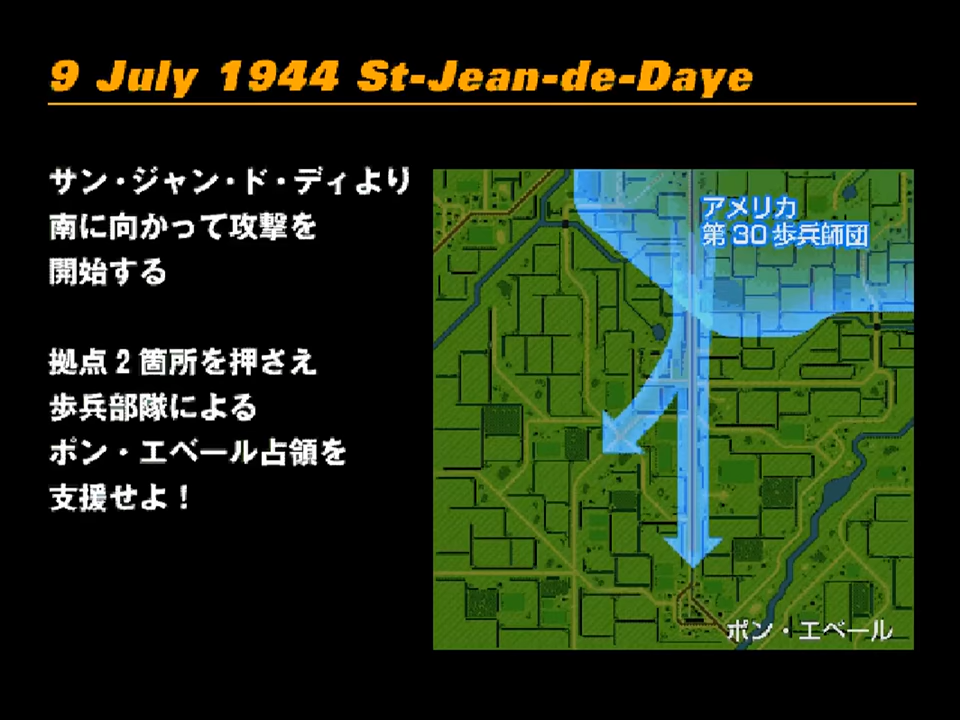 9 July 1944 St-Jean-de-Daye
サン・ジャン・ド・ディより
南に向かって攻撃を
開始する
拠点2箇所を押さえ
歩兵部隊による
ポン・エベール占領を
支援せよ！
アメリカ
第30歩兵師団
ポン・エベール